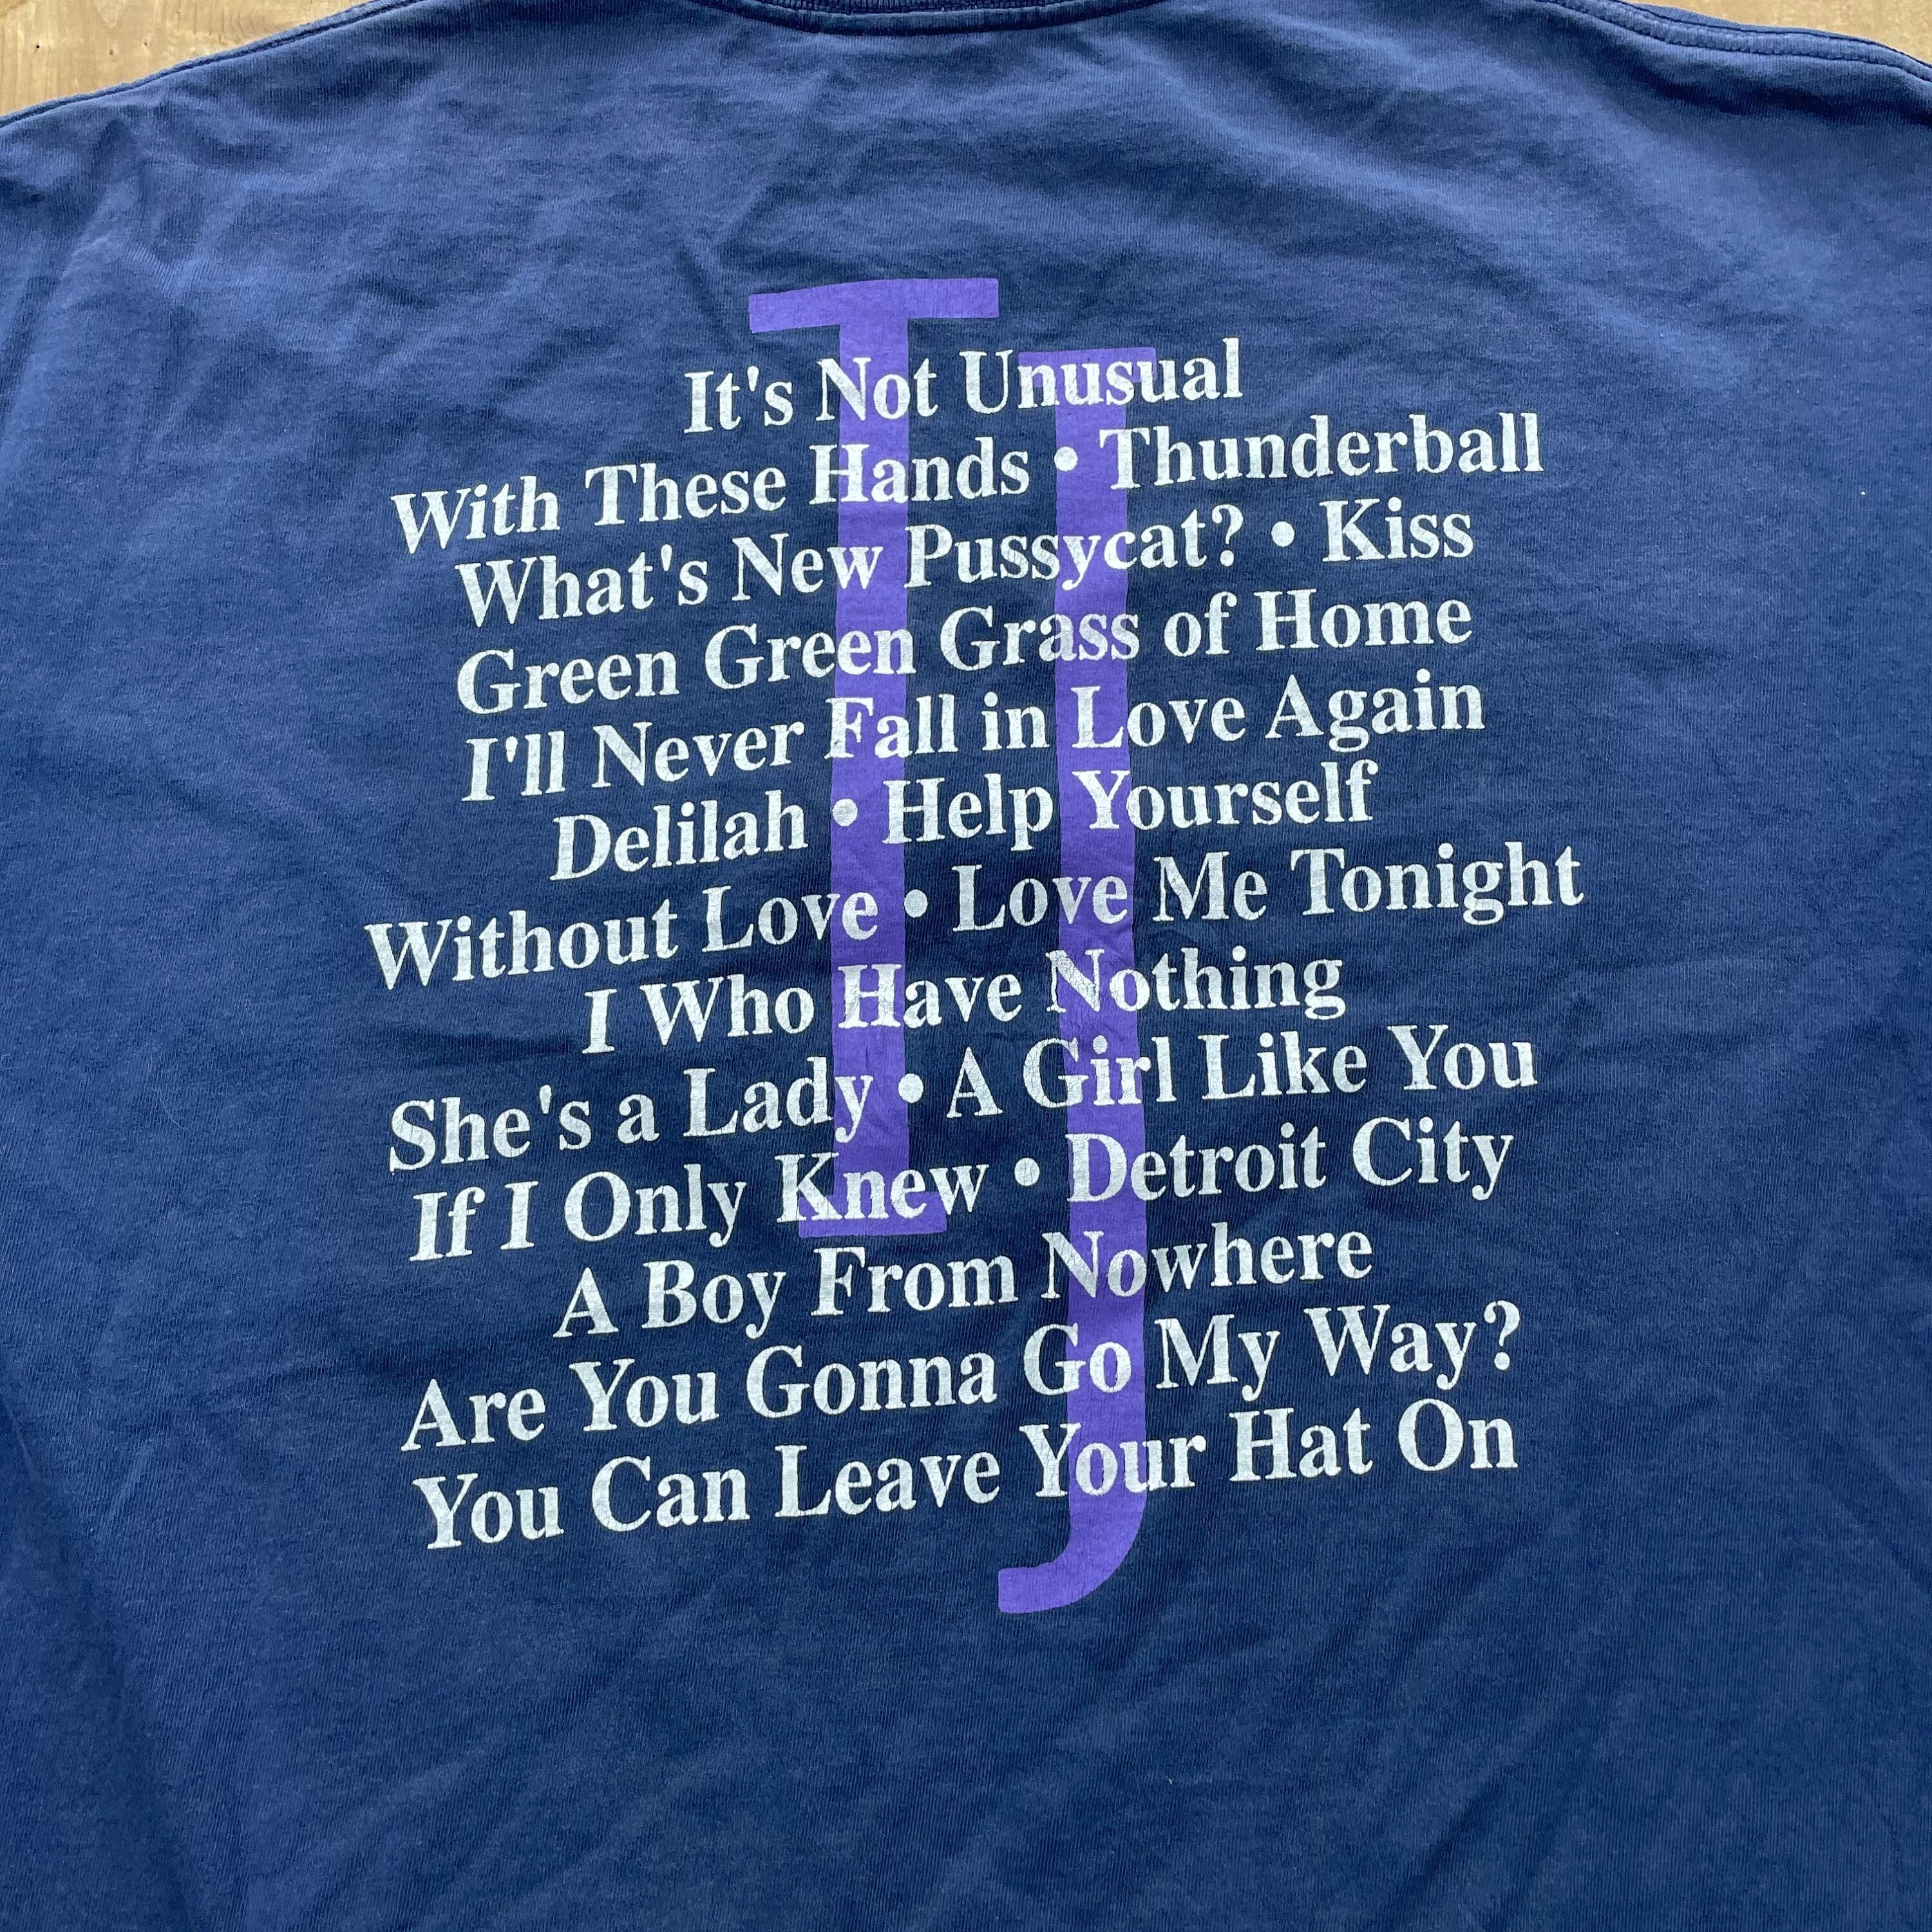 TJ
It's Not Unusual
With These Hands • Thunderball
What's New Pussycat? • Kiss
Green Green Grass of Home
I'll Never Fall in Love Again
Delilah • Help Yourself
Without Love • Love Me Tonight
I Who Have Nothing
She's a Lady • A Girl Like You
If I Only Knew • Detroit City
A Boy From Nowhere
Are You Gonna Go My Way?
You Can Leave Your Hat On